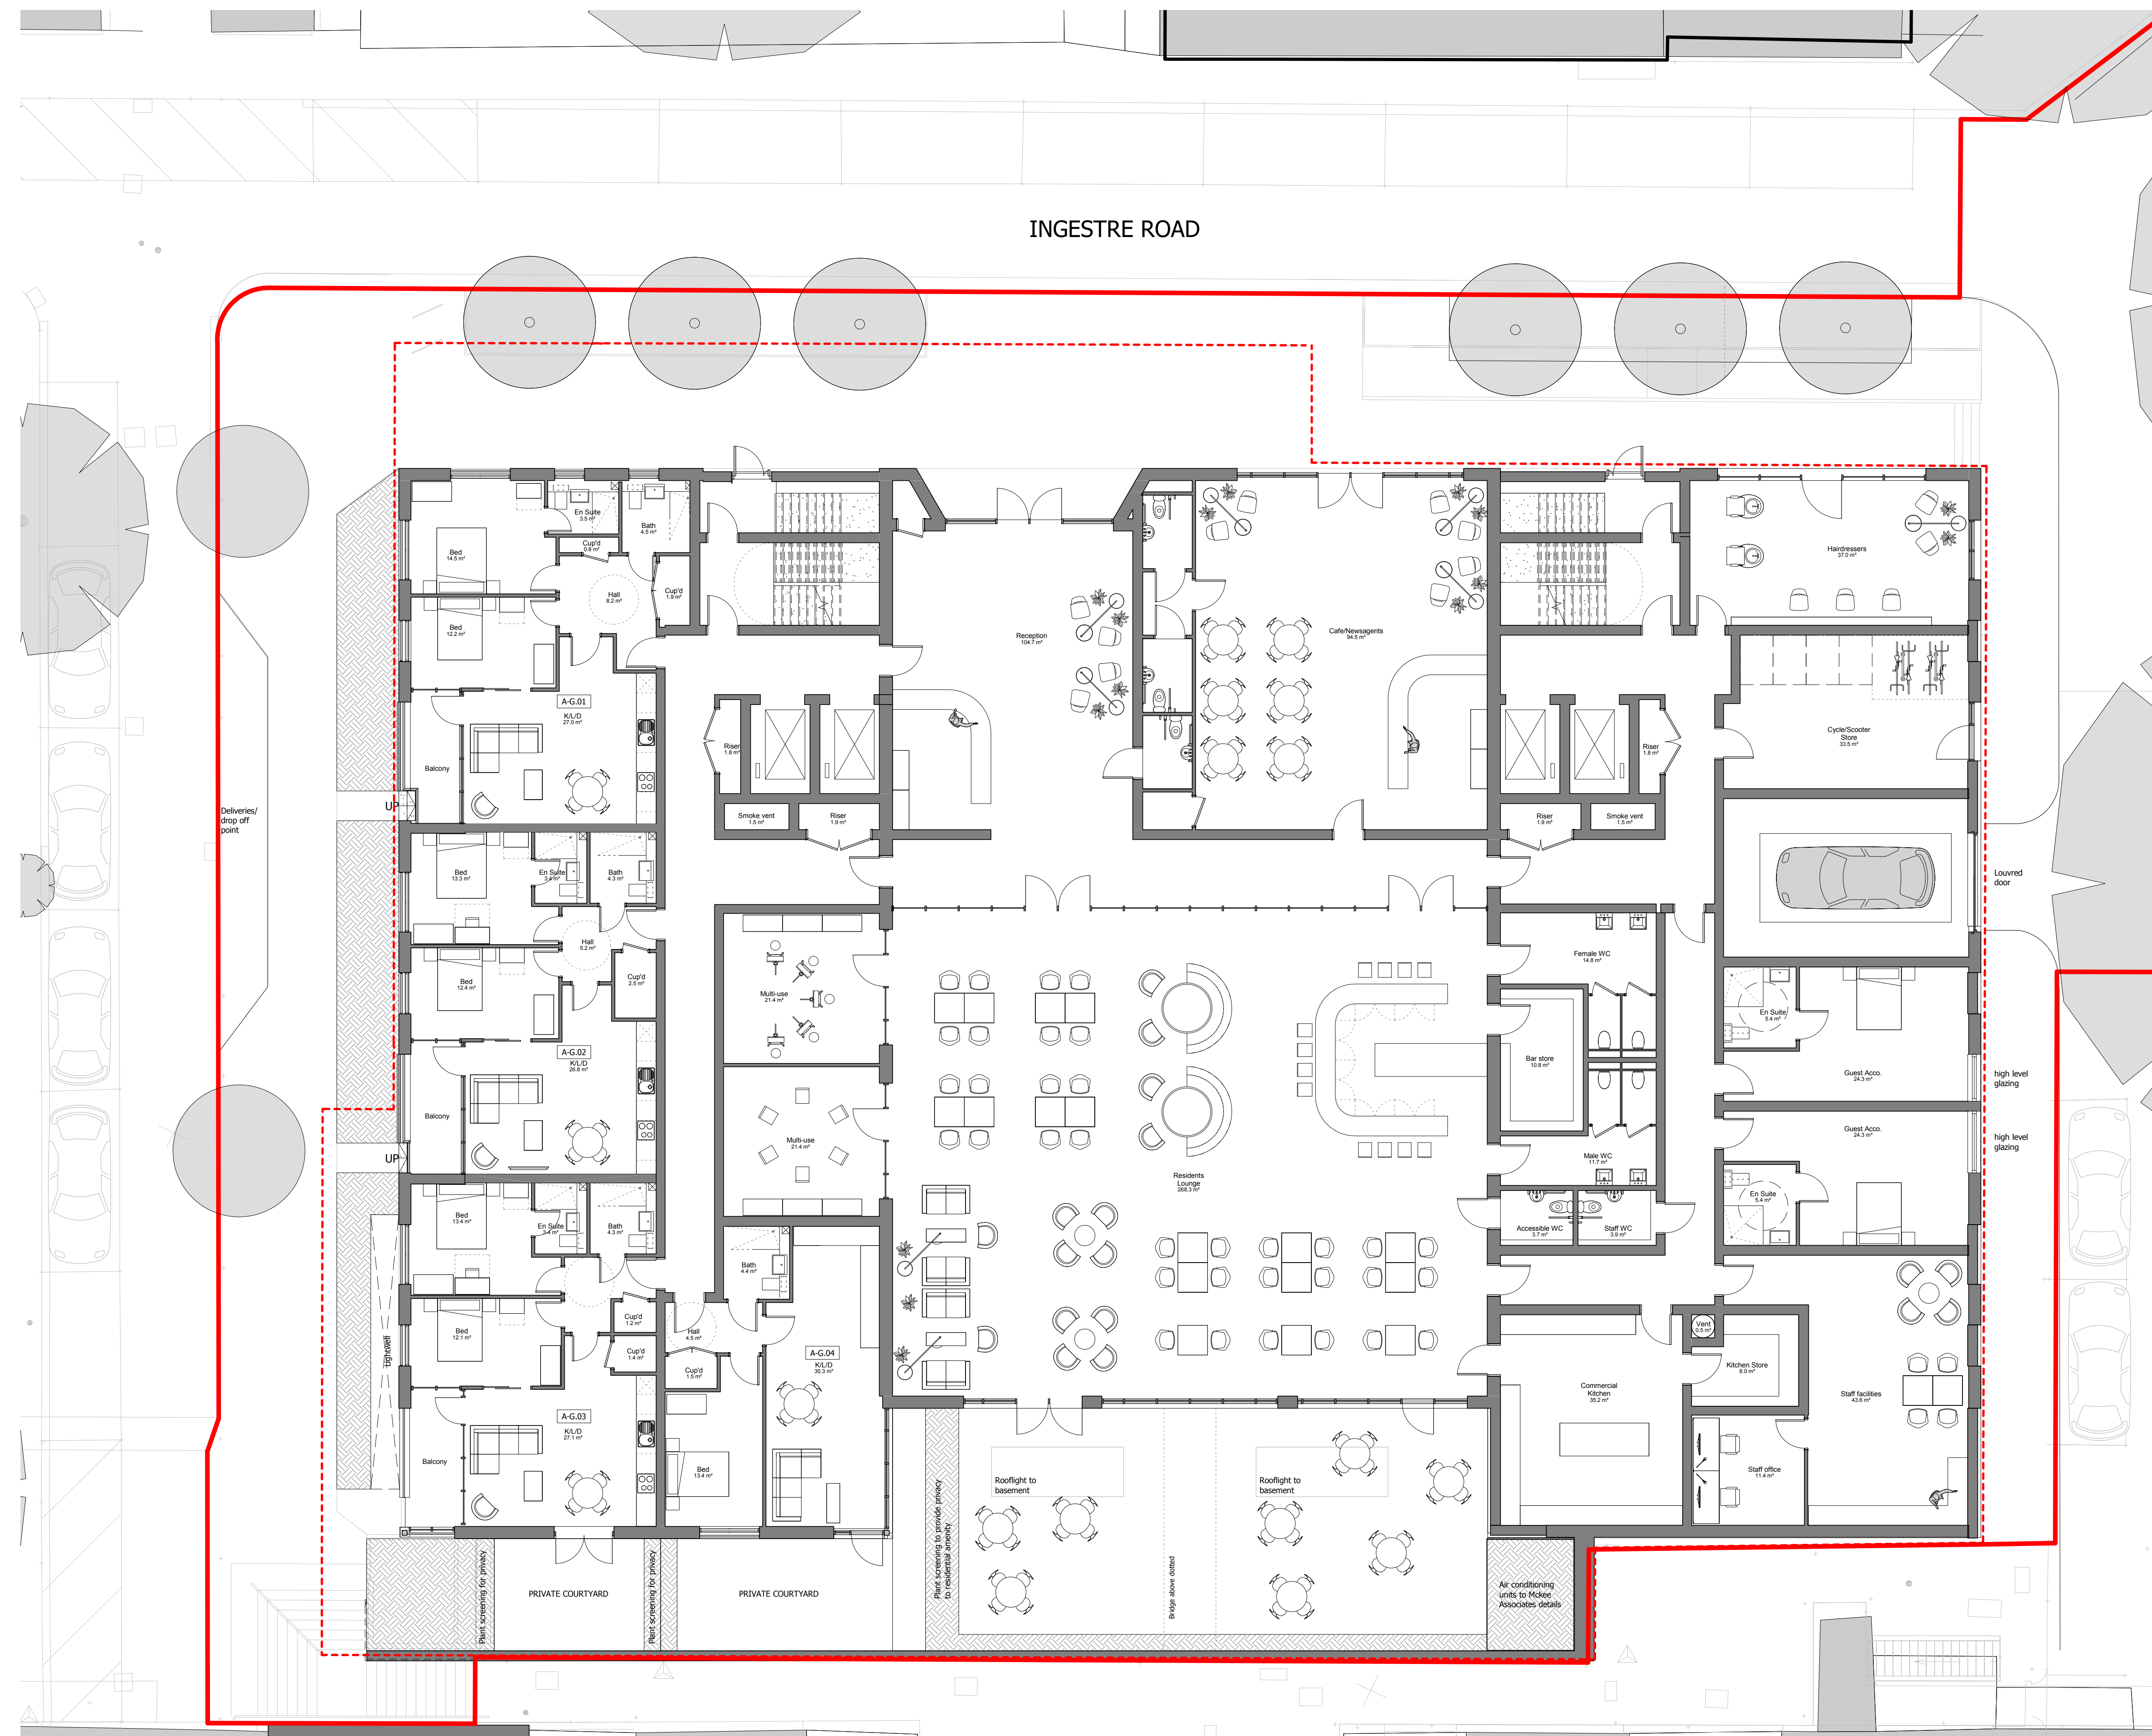 INGESTRE ROAD
En Suite
3.5 m²
Bath
4.5 m²
Cup'd
0.8 m²
Bed
14.5 m²
Hall
8.2 m²
Cup'd
1.9 m²
Bed
12.2 m²
A-G.01
K/L/D
27.0 m²
Balcony
UP
Deliveries/
drop off
point
Riser
1.8 m²
Smoke vent
1.5 m²
Riser
1.9 m²
Reception
104.7 m²
Cafe/Newsagents
94.5 m²
Hairdressers
37.0 m²
Cycle/Scooter
Store
33.5 m²
Riser
1.8 m²
Riser
1.9 m²
Smoke vent
1.5 m²
Louvred
door
Bed
13.3 m²
En Suite
3.4 m²
Bath
4.3 m²
Hall
5.2 m²
Cup'd
2.5 m²
Bed
12.4 m²
A-G.02
K/L/D
26.8 m²
Balcony
UP
Multi-use
21.4 m²
Multi-use
21.4 m²
Residents
Lounge
268.3 m²
Female WC
14.8 m²
Bar store
10.8 m²
Male WC
11.7 m²
Accessible WC
3.7 m²
Staff WC
3.9 m²
En Suite
5.4 m²
Guest Acco.
24.3 m²
high level
glazing
Guest Acco.
24.3 m²
high level
glazing
En Suite
5.4 m²
Bed
13.4 m²
En Suite
3.4 m²
Bath
4.3 m²
Bed
12.1 m²
Cup'd
1.2 m²
Cup'd
1.4 m²
Lightwell
A-G.03
K/L/D
27.1 m²
Balcony
Bath
4.4 m²
Hall
4.5 m²
Cup'd
1.5 m²
A-G.04
K/L/D
30.3 m²
Bed
13.4 m²
Vent
0.5 m²
Kitchen Store
8.0 m²
Commercial
Kitchen
35.2 m²
Staff facilities
43.6 m²
Staff office
11.4 m²
Rooflight to
basement
Rooflight to
basement
Plant screening to provide privacy
to residential amenity
Bridge above dotted
Air conditioning
units to Mckee
Associates details
Plant screening for privacy
PRIVATE COURTYARD
Plant screening for privacy
PRIVATE COURTYARD